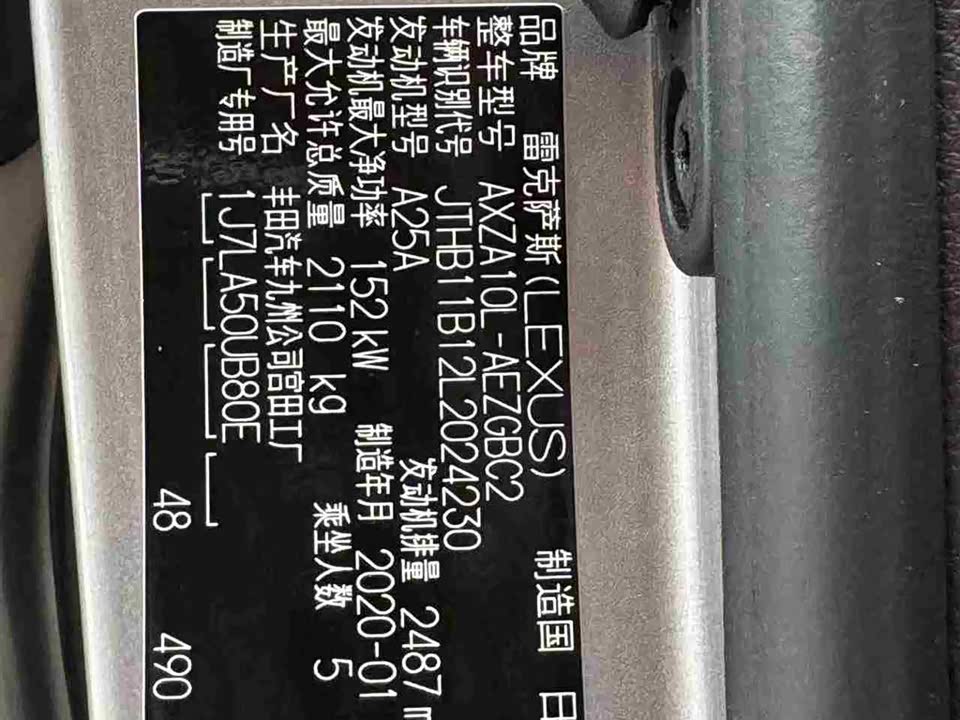 品牌 雷克萨斯(LEXUS) 制造国 日
整车型号 AXZA10L-AEZGBC2
车辆识别代号 JTHB11B12L2024230
发动机型号 A25A 发动机排量 2487 m
发动机最大净功率 152 kW 制造年月 2020-01
最大允许总质量 2110 kg 乘坐人数 5
生产厂名 丰田汽车九州公司宫田工厂
制造厂专用号 1J7LA50UB80E
48 490